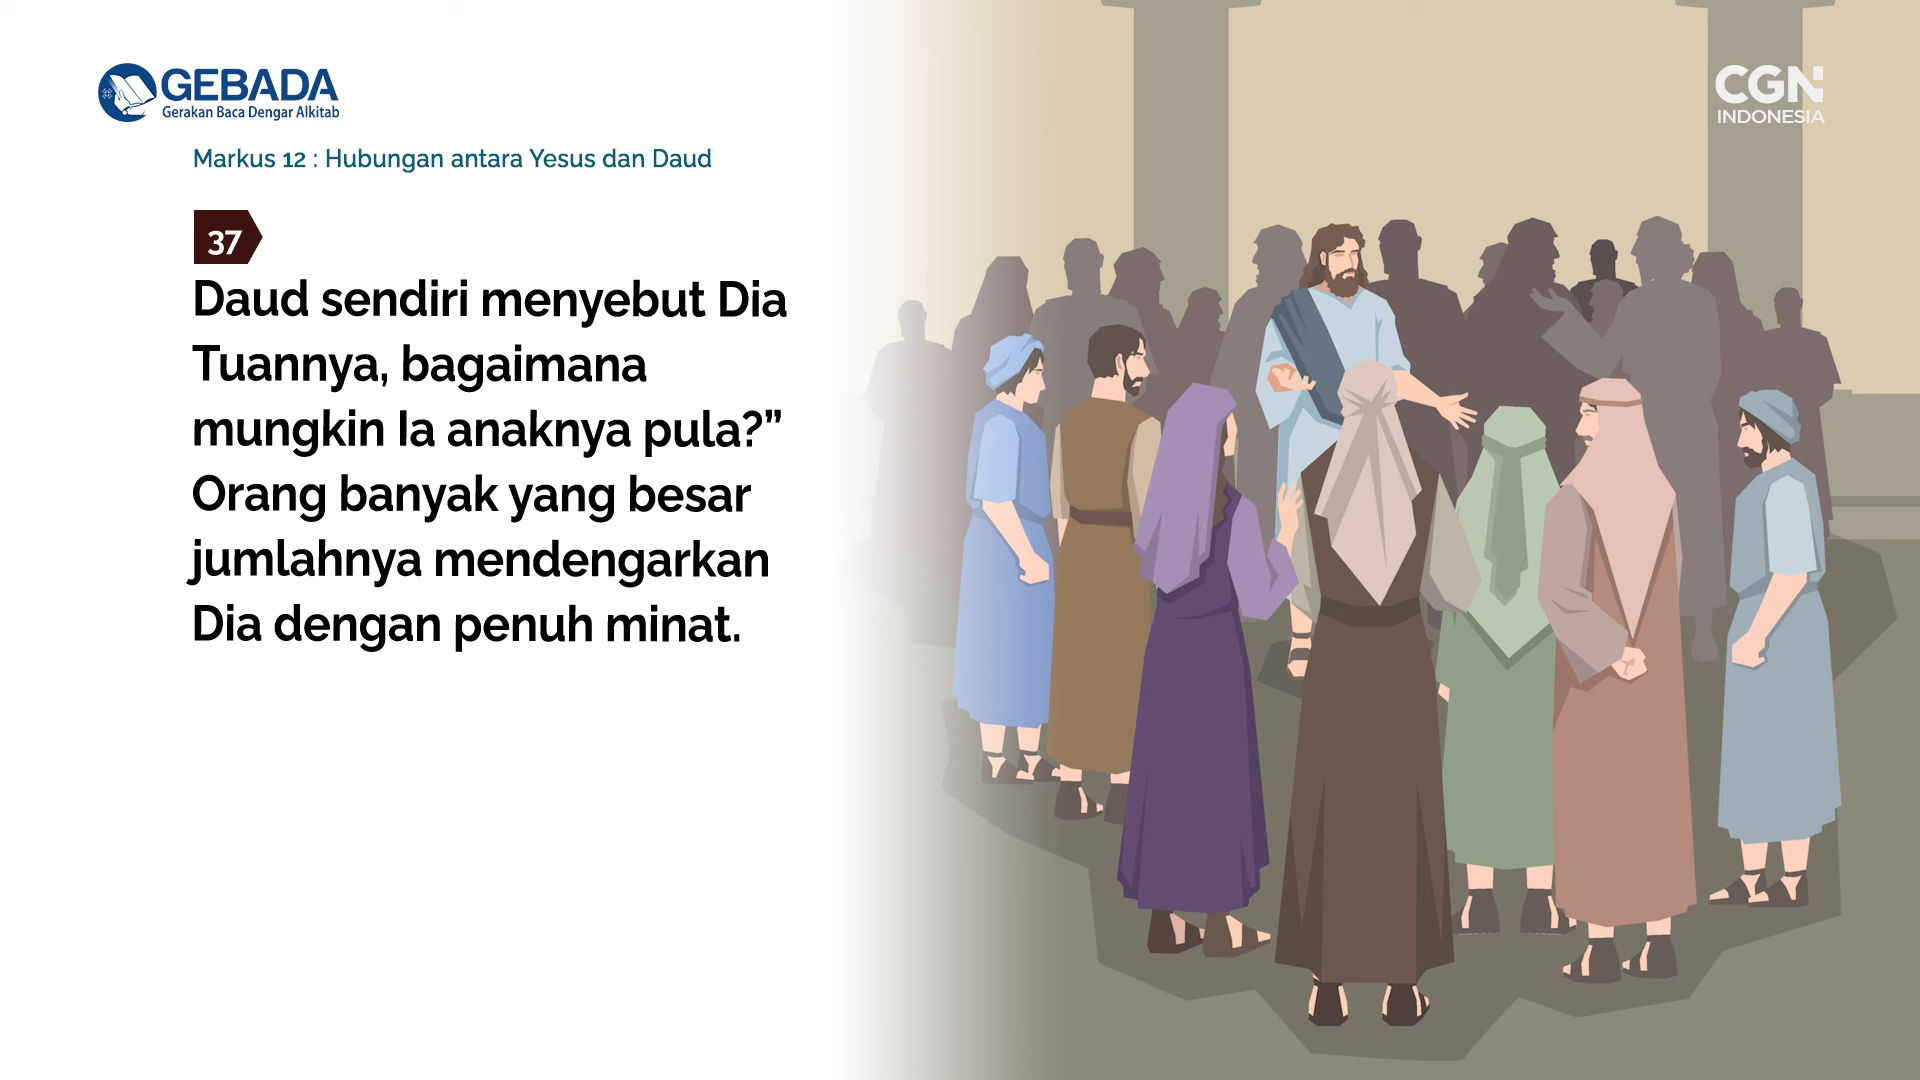 GEBADA
Gerakan Baca Dengar Alkitab
CGN
INDONESIA
Markus 12 : Hubungan antara Yesus dan Daud
37
Daud sendiri menyebut Dia
Tuannya, bagaimana
mungkin Ia anaknya pula?”
Orang banyak yang besar
jumlahnya mendengarkan
Dia dengan penuh minat.